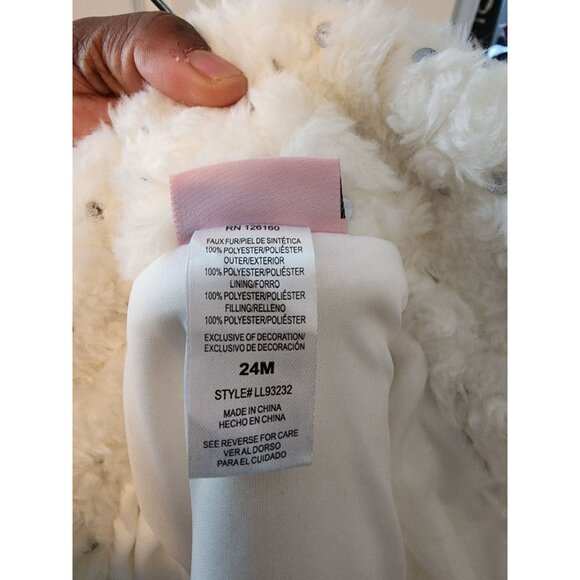 RN 126160
FAUX FUR/PIEL DE SINTÉTICA
100% POLYESTER/POLIÉSTER
OUTER/EXTERIOR
100% POLYESTER/POLIÉSTER
LINING/FORRO
100% POLYESTER/POLIÉSTER
FILLING/RELLENO
100% POLYESTER/POLIÉSTER
EXCLUSIVE OF DECORATION/
EXCLUSIVO DE DECORACIÓN
24M
STYLE# LL93232
MADE IN CHINA
HECHO EN CHINA
SEE REVERSE FOR CARE
VER AL DORSO
PARA EL CUIDADO